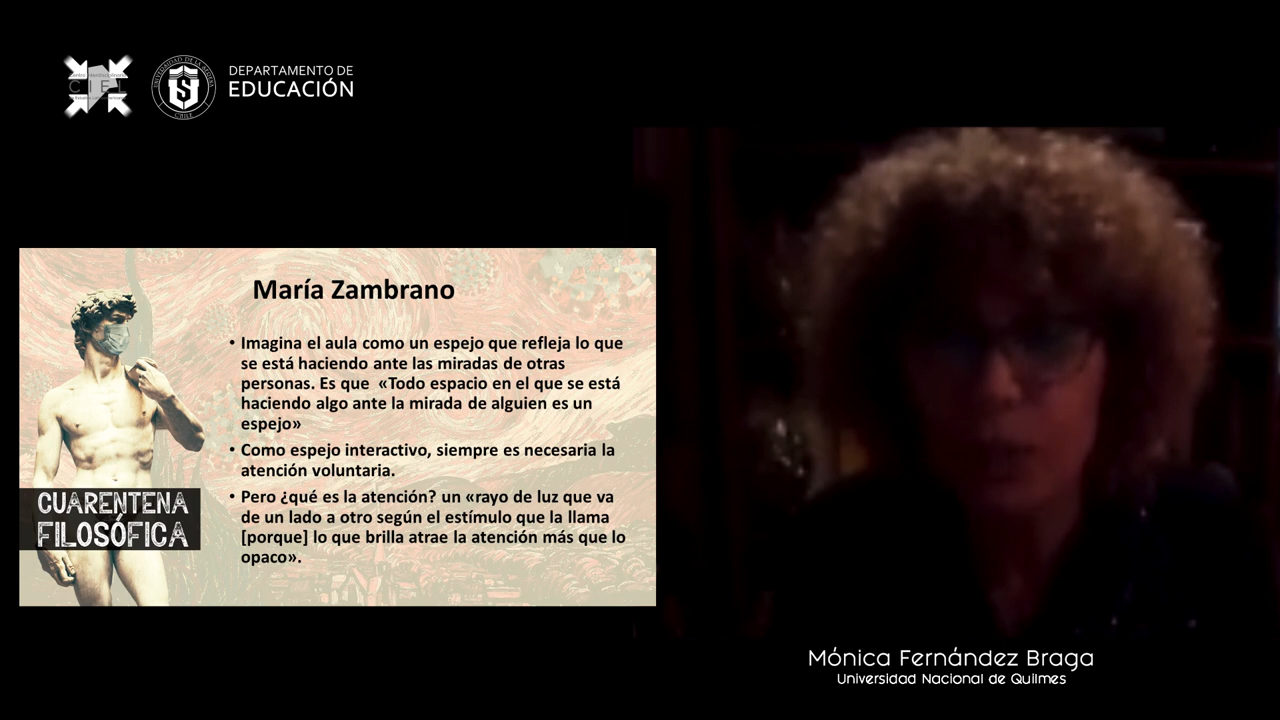 CIEL
DEPARTAMENTO DE
EDUCACIÓN
CHILE
María Zambrano
• Imagina el aula como un espejo que refleja lo que
se está haciendo ante las miradas de otras
personas. Es que «Todo espacio en el que se está
haciendo algo ante la mirada de alguien es un
espejo»
• Como espejo interactivo, siempre es necesaria la
atención voluntaria.
• Pero ¿qué es la atención? un «rayo de luz que va
de un lado a otro según el estímulo que la llama
[porque] lo que brilla atrae la atención más que lo
opaco».
CUARENTENA
FILOSÓFICA
Mónica Fernández Braga
Universidad Nacional de Quilmes